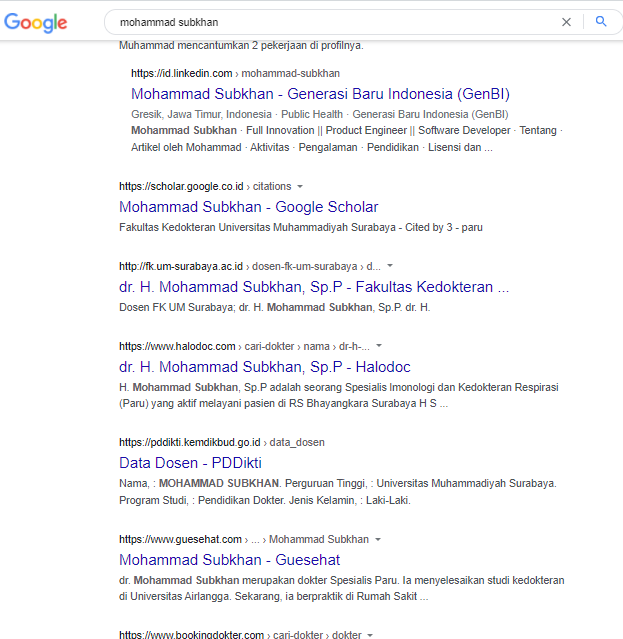 Google
mohammad subkhan
Muhammad mencantumkan 2 pekerjaan di profilnya.
https://id.linkedin.com › mohammad-subkhan
Mohammad Subkhan - Generasi Baru Indonesia (GenBI)
Gresik, Jawa Timur, Indonesia · Public Health · Generasi Baru Indonesia (GenBI)
Mohammad Subkhan · Full Innovation || Product Engineer || Software Developer · Tentang ·
Artikel oleh Mohammad · Aktivitas · Pengalaman · Pendidikan · Lisensi dan ...
https://scholar.google.co.id › citations
Mohammad Subkhan - Google Scholar
Fakultas Kedokteran Universitas Muhammadiyah Surabaya - Cited by 3 - paru
http://fk.um-surabaya.ac.id › dosen-fk-um-surabaya › d...
dr. H. Mohammad Subkhan, Sp.P - Fakultas Kedokteran ...
Dosen FK UM Surabaya; dr. H. Mohammad Subkhan, Sp.P. dr. H.
https://www.halodoc.com › cari-dokter › nama › dr-h-...
dr. H. Mohammad Subkhan, Sp.P - Halodoc
H. Mohammad Subkhan, Sp.P adalah seorang Spesialis Imonologi dan Kedokteran Respirasi
(Paru) yang aktif melayani pasien di RS Bhayangkara Surabaya H S ...
https://pddikti.kemdikbud.go.id › data_dosen
Data Dosen - PDDikti
Nama, : MOHAMMAD SUBKHAN. Perguruan Tinggi, : Universitas Muhammadiyah Surabaya.
Program Studi, : Pendidikan Dokter. Jenis Kelamin, : Laki-Laki.
https://www.guesehat.com › ... › Mohammad Subkhan
Mohammad Subkhan - Guesehat
dr. Mohammad Subkhan merupakan dokter Spesialis Paru. Ia menyelesaikan studi kedokteran
di Universitas Airlangga. Sekarang, ia berpraktik di Rumah Sakit ...
https://www.bookingdokter.com › cari-dokter › dokter